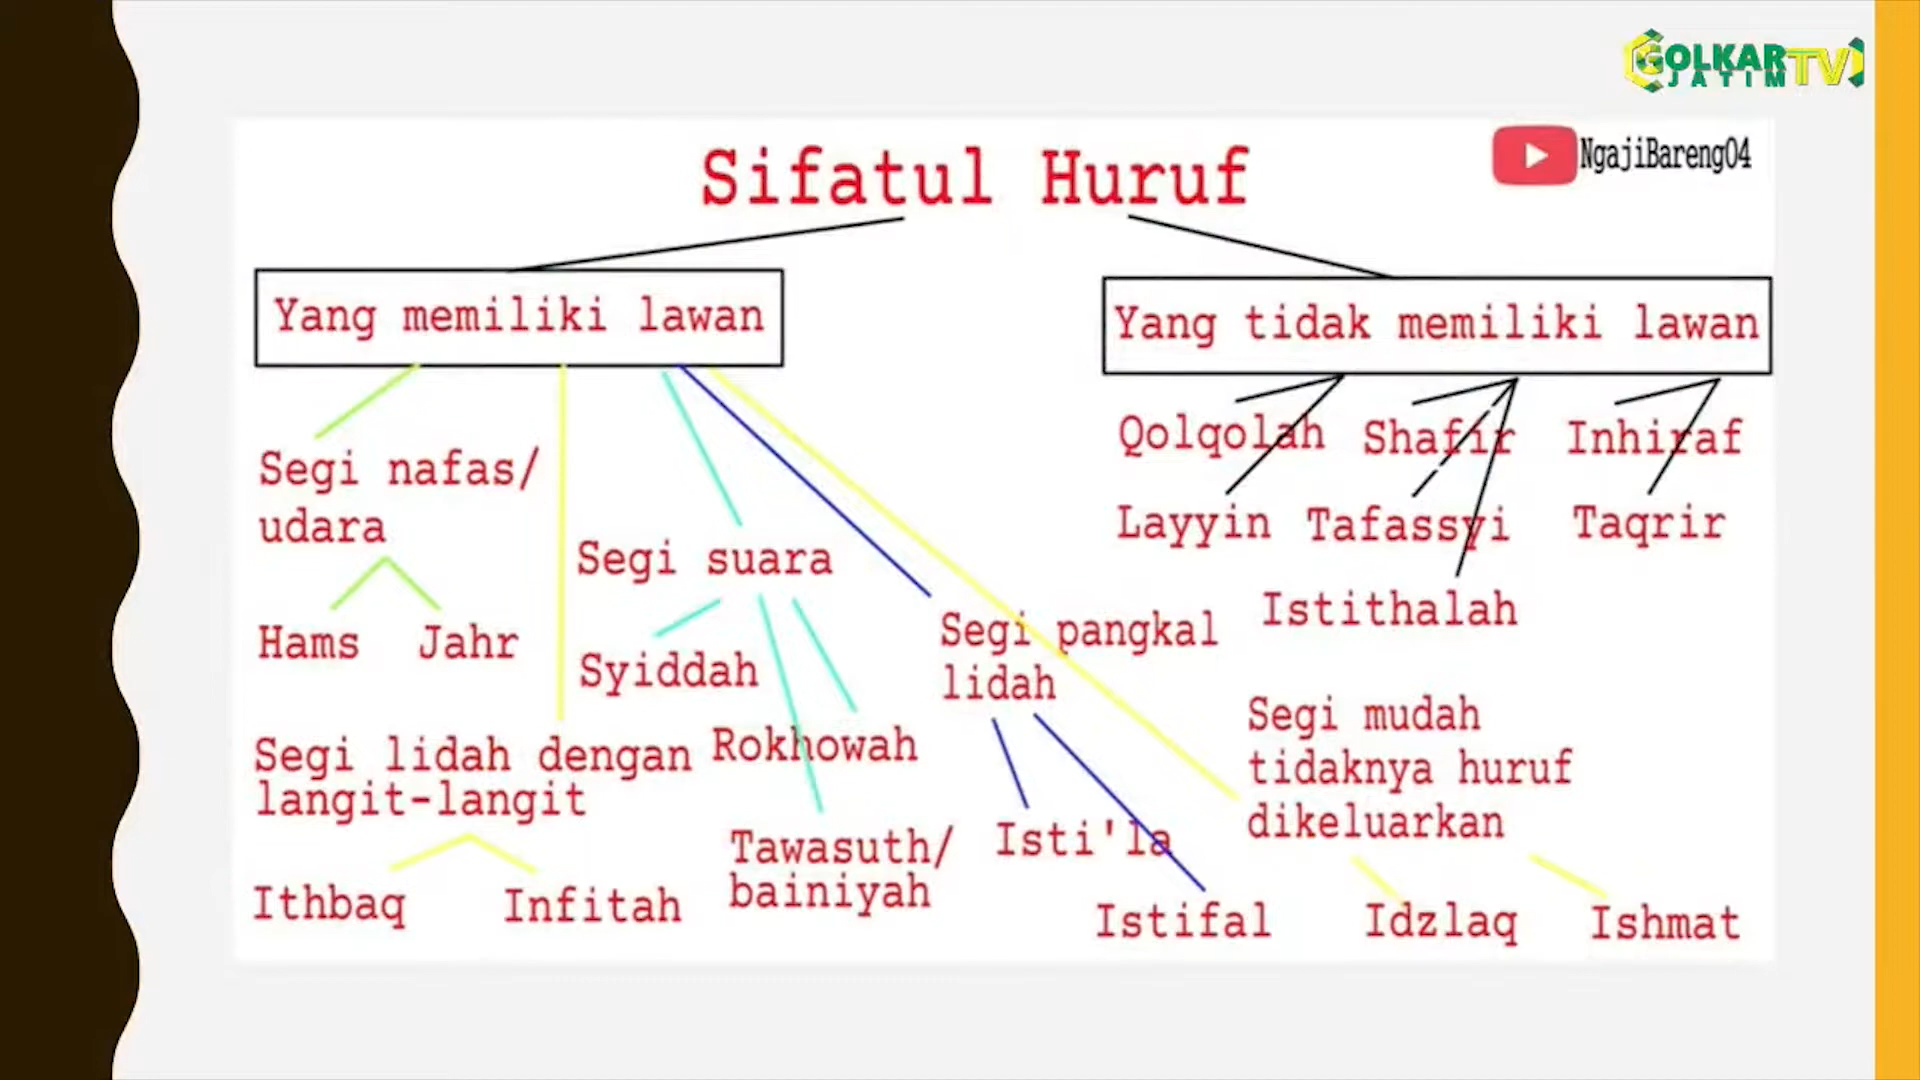 GOLKAR TV
JATIM
Sifatul Huruf
NgajiBareng04
Yang memiliki lawan
Yang tidak memiliki lawan
Segi nafas/
udara
Hams Jahr
Segi lidah dengan
langit-langit
Ithbaq Infitah
Segi suara
Syiddah
Rokhowah
Tawasuth/
bainiyah
Segi pangkal
lidah
Isti'la
Istifal
Segi mudah
tidaknya huruf
dikeluarkan
Idzlaq Ishmat
Qolqolah Shafir Inhiraf
Layyin Tafassyi Taqrir
Istithalah